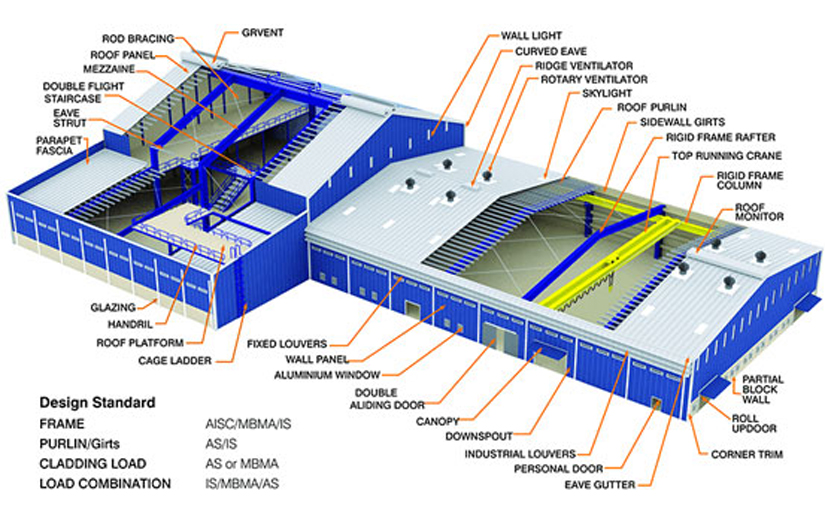 GRVENT
ROD BRACING
ROOF PANEL
MEZZAINE
DOUBLE FLIGHT
STAIRCASE
EAVE
STRUT
PARAPET
FASCIA
WALL LIGHT
CURVED EAVE
RIDGE VENTILATOR
ROTARY VENTILATOR
SKYLIGHT
ROOF PURLIN
SIDEWALL GIRTS
RIGID FRAME RAFTER
TOP RUNNING CRANE
RIGID FRAME
COLUMN
ROOF
MONITOR
GLAZING
HANDRIL
ROOF PLATFORM
CAGE LADDER
FIXED LOUVERS
WALL PANEL
ALUMINIUM WINDOW
DOUBLE
ALIDING DOOR
CANOPY
DOWNSPOUT
INDUSTRIAL LOUVERS
PERSONAL DOOR
EAVE GUTTER
PARTIAL
BLOCK
WALL
ROLL
UPDOOR
CORNER TRIM
Design Standard
FRAME AISC/MBMA/IS
PURLIN/Girts AS/IS
CLADDING LOAD AS or MBMA
LOAD COMBINATION IS/MBMA/AS